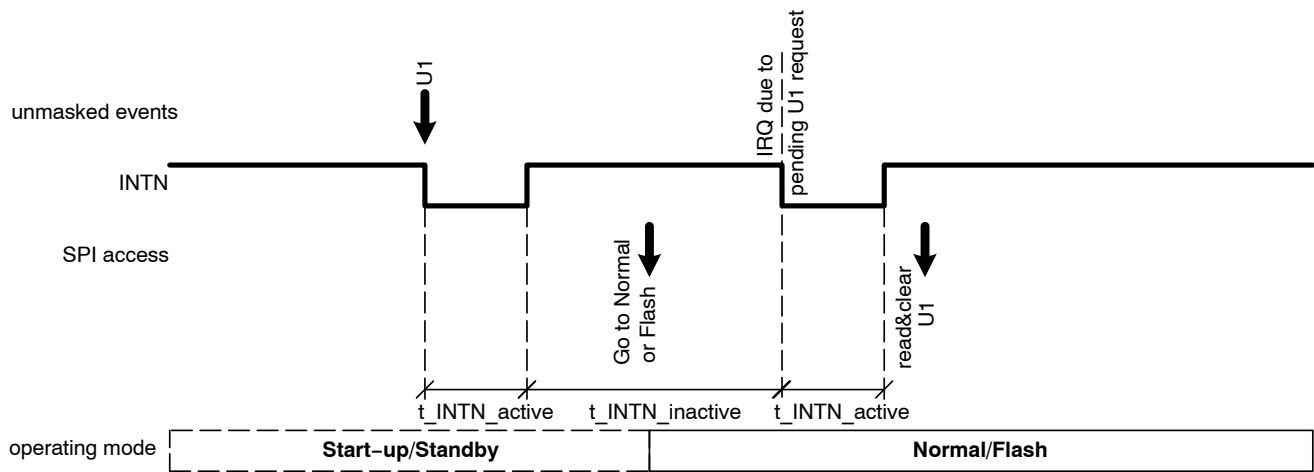 unmasked events
U1
IRQ due to
pending U1 request
INTN
SPI access
Go to Normal
or Flash
read&clear
U1
t_INTN_active
t_INTN_inactive
t_INTN_active
operating mode
Start–up/Standby
Normal/Flash